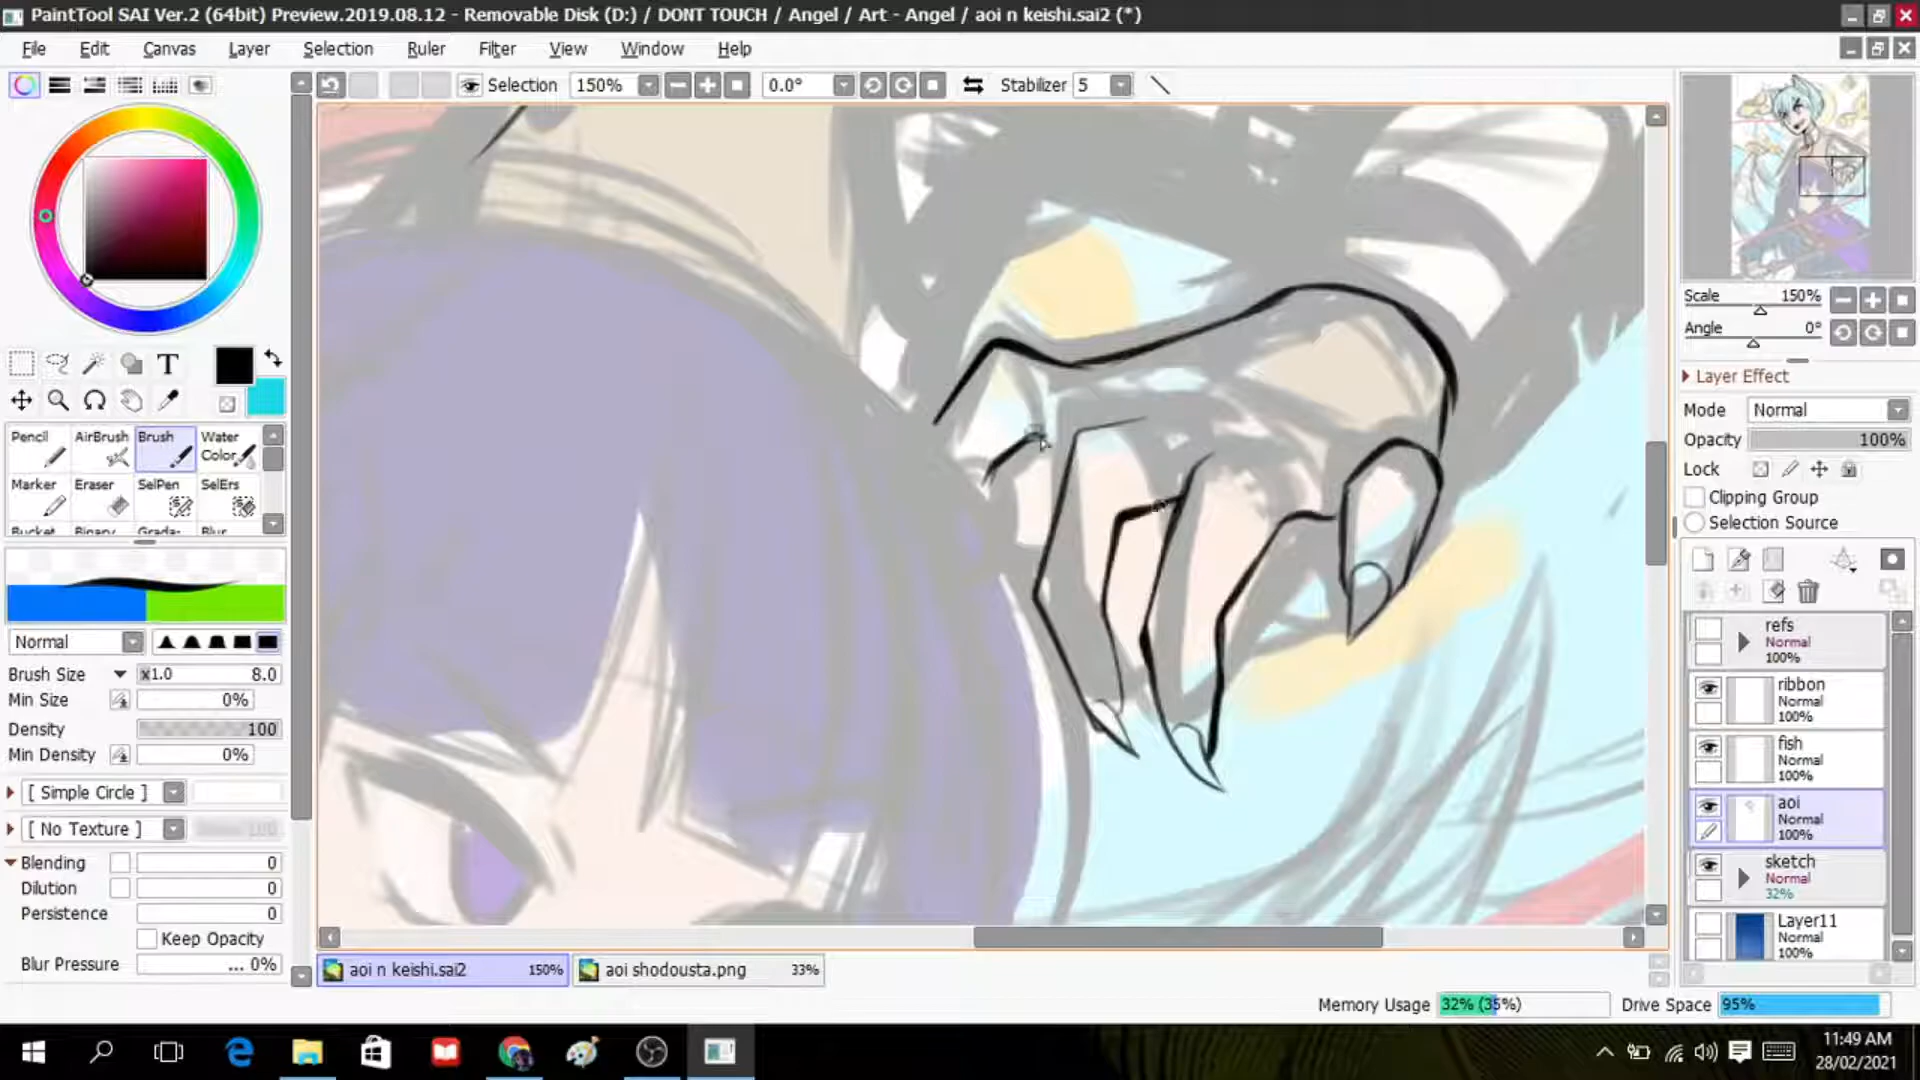 PaintTool SAI Ver.2 (64bit) Preview.2019.08.12 - Removable Disk (D:) / DONT TOUCH / Angel / Art - Angel / aoi n keishi.sai2 (*)
File Edit Canvas Layer Selection Ruler Filter View Window Help
Selection 150% 0.0° Stabilizer 5
Scale 150%
Angle 0°
Layer Effect
Mode Normal
Opacity 100%
Lock
Clipping Group
Selection Source
T
Pencil AirBrush Brush Water Color
Marker Eraser SelPen SelErs
Bucket Binary Grada- Blur
Normal
Brush Size x1.0 8.0
Min Size 0%
Density 100
Min Density 0%
[ Simple Circle ]
[ No Texture ]
Blending 0
Dilution 0
Persistence 0
Keep Opacity
Blur Pressure ... 0%
refs
Normal
100%
ribbon
Normal
100%
fish
Normal
100%
aoi
Normal
100%
sketch
Normal
32%
Layer11
Normal
100%
aoi n keishi.sai2 150% aoi shodousta.png 33%
Memory Usage 32% (35%) Drive Space 95%
11:49 AM
28/02/2021